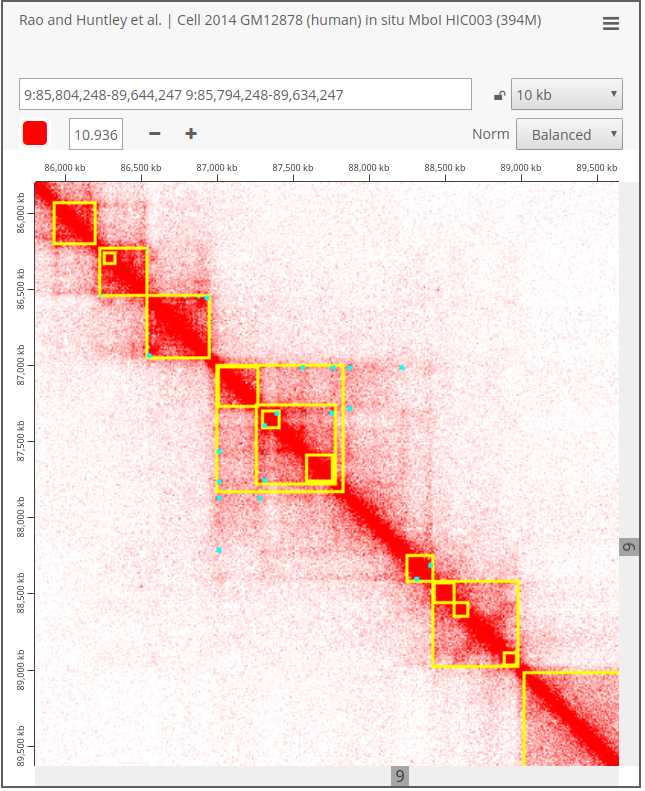 Rao and Huntley et al. | Cell 2014 GM12878 (human) in situ MboI HIC003 (394M)
9:85,804,248-89,644,247 9:85,794,248-89,634,247
10 kb
10.936
Norm
Balanced
86,000 kb 86,500 kb 87,000 kb 87,500 kb 88,000 kb 88,500 kb 89,000 kb 89,500 kb
86,000 kb
86,500 kb
87,000 kb
87,500 kb
88,000 kb
88,500 kb
89,000 kb
89,500 kb
9
9